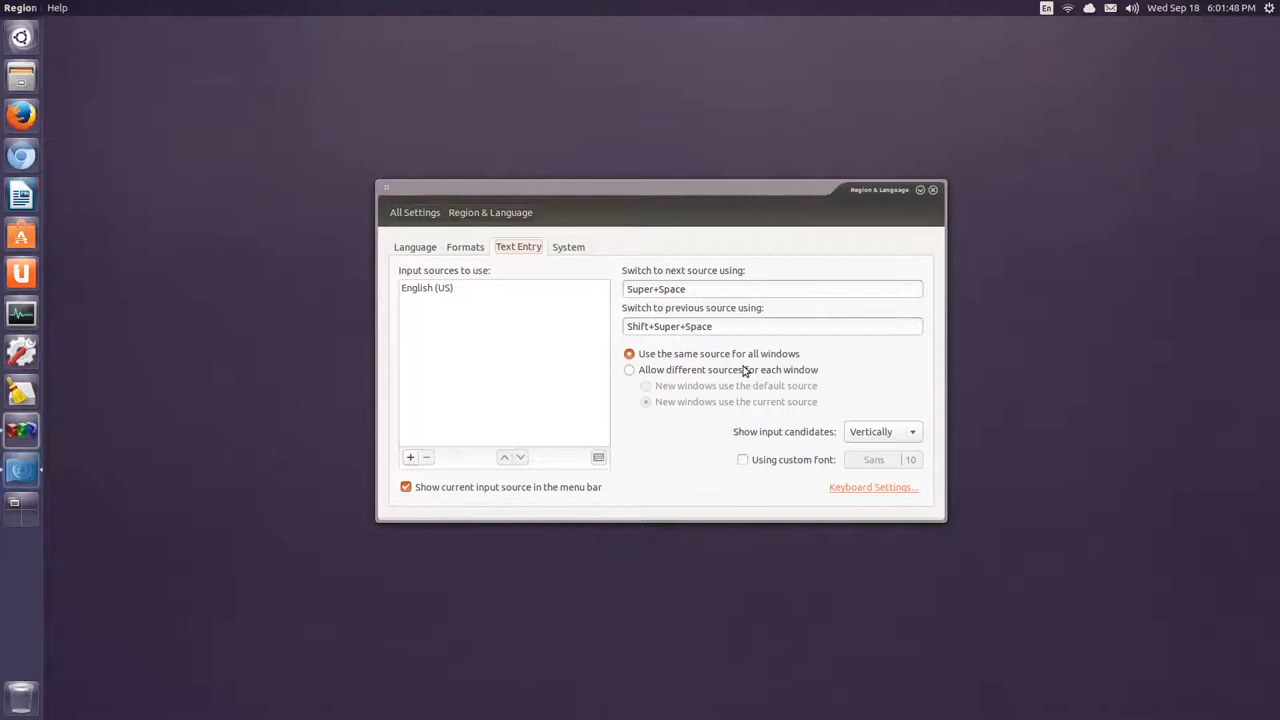 Region Help
En Wed Sep 18 6:01:48 PM
Region & Language
All Settings Region & Language
Language Formats Text Entry System
Input sources to use:
English (US)
Switch to next source using:
Super+Space
Switch to previous source using:
Shift+Super+Space
Use the same source for all windows
Allow different sources for each window
New windows use the default source
New windows use the current source
Show input candidates: Vertically
Using custom font: Sans 10
Show current input source in the menu bar
Keyboard Settings...